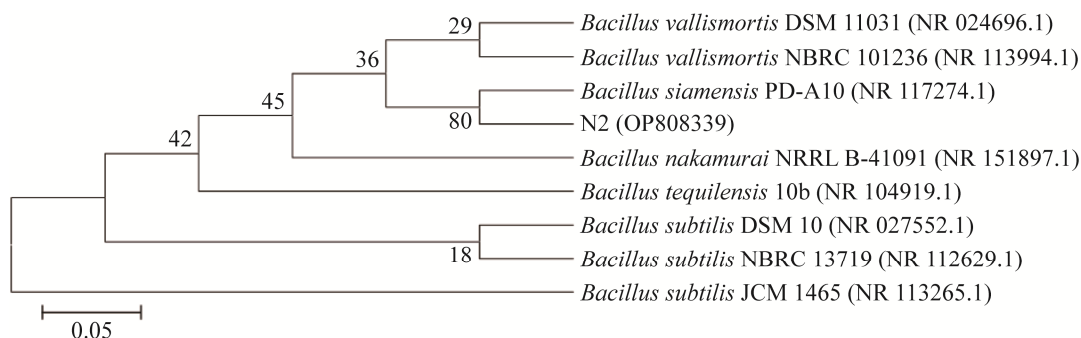 29
Bacillus vallismortis DSM 11031 (NR 024696.1)
36
Bacillus vallismortis NBRC 101236 (NR 113994.1)
45
Bacillus siamensis PD-A10 (NR 117274.1)
80
N2 (OP808339)
42
Bacillus nakamurai NRRL B-41091 (NR 151897.1)
Bacillus tequilensis 10b (NR 104919.1)
Bacillus subtilis DSM 10 (NR 027552.1)
18
Bacillus subtilis NBRC 13719 (NR 112629.1)
Bacillus subtilis JCM 1465 (NR 113265.1)
0.05